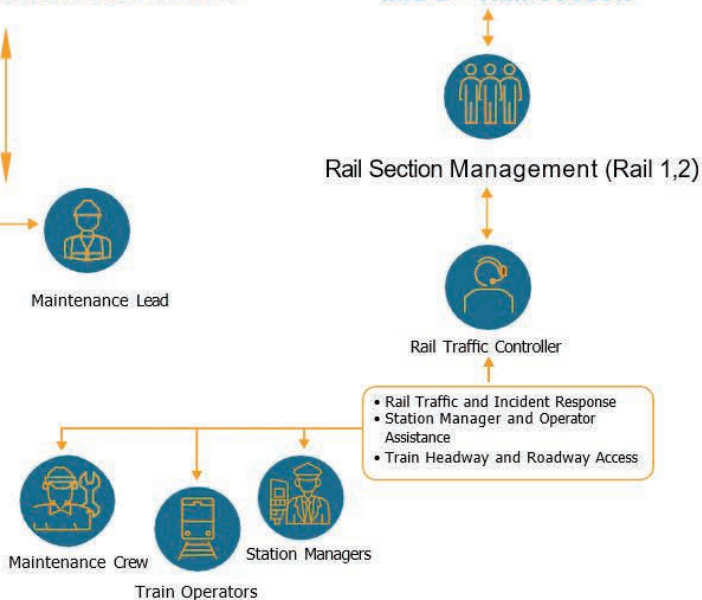 Rail Section Management (Rail 1,2)
Maintenance Lead
Rail Traffic Controller
• Rail Traffic and Incident Response
• Station Manager and Operator
Assistance
• Train Headway and Roadway Access
Maintenance Crew
Station Managers
Train Operators